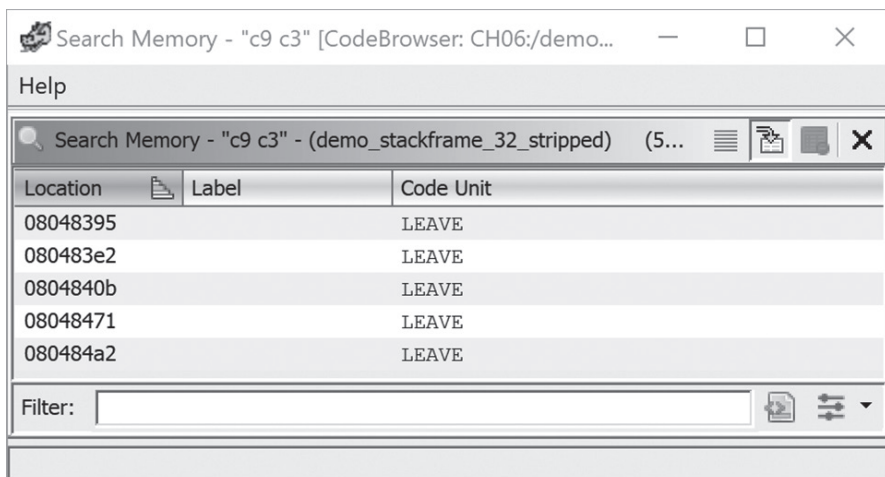 Search Memory - "c9 c3" [CodeBrowser: CH06:/demo...
Help
Search Memory - "c9 c3" - (demo_stackframe_32_stripped) (5...
Location Label Code Unit
08048395 LEAVE
080483e2 LEAVE
0804840b LEAVE
08048471 LEAVE
080484a2 LEAVE
Filter: